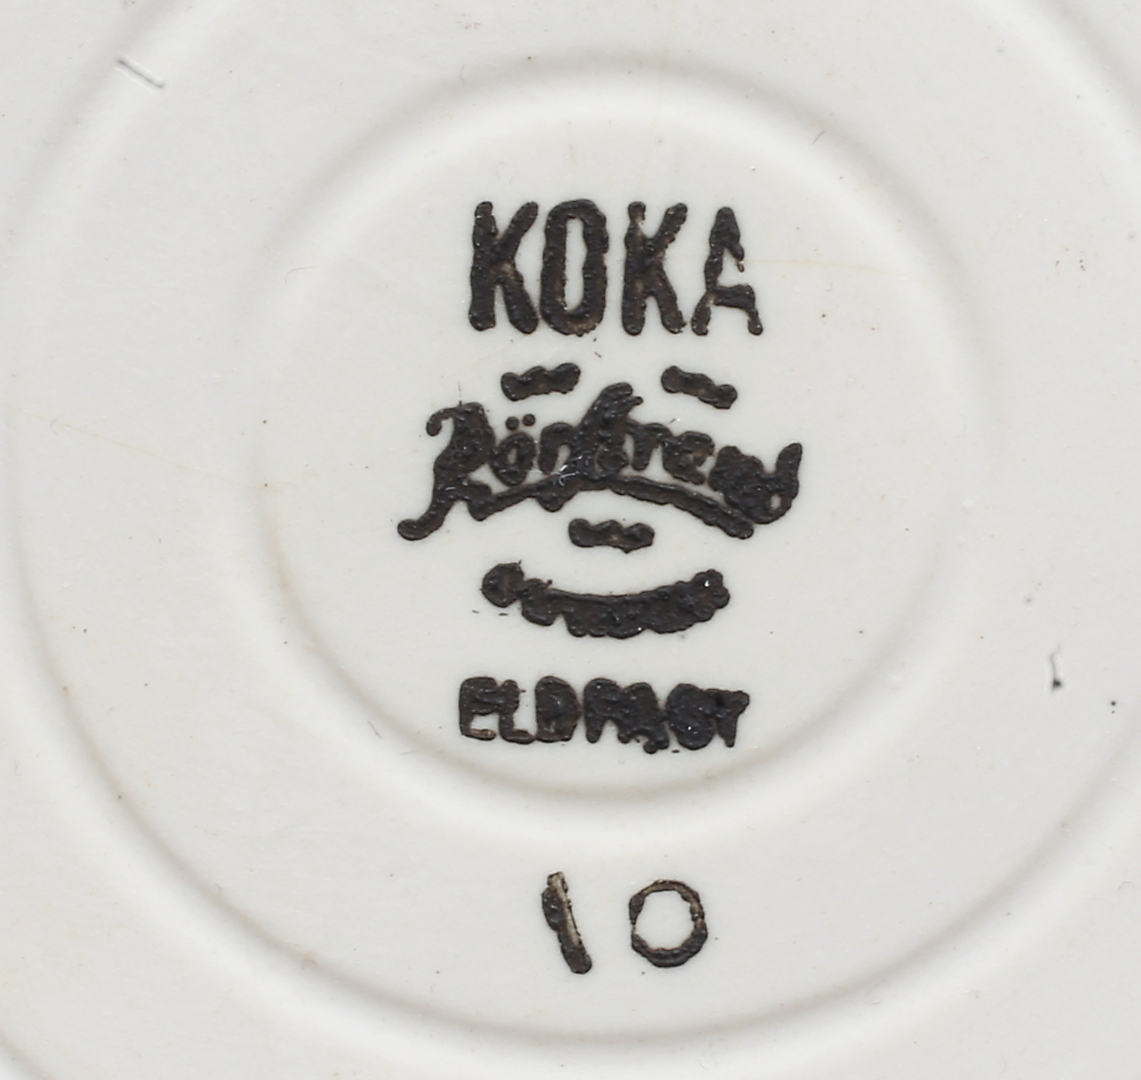 KOKA
Rörstrand
ELDFAST
10